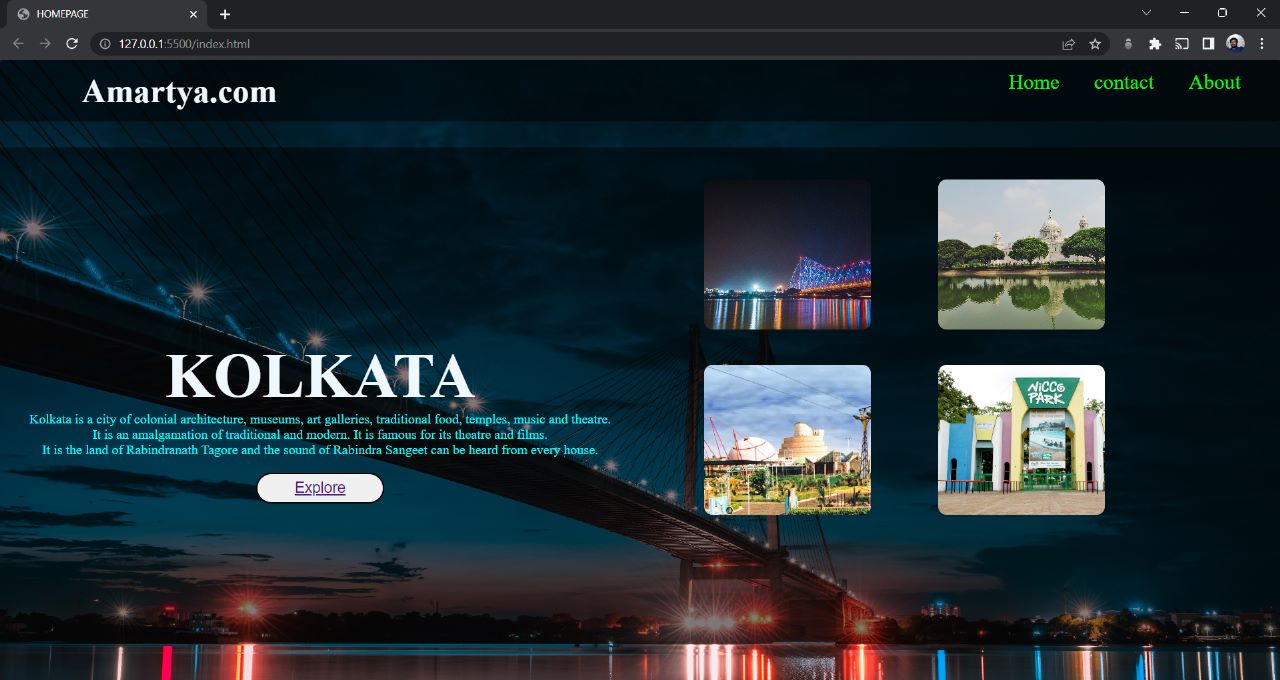 HOMEPAGE
127.0.0.1:5500/index.html
Amartya.com
Home contact About
KOLKATA
Kolkata is a city of colonial architecture, museums, art galleries, traditional food, temples, music and theatre.
It is an amalgamation of traditional and modern. It is famous for its theatre and films.
It is the land of Rabindranath Tagore and the sound of Rabindra Sangeet can be heard from every house.
Explore
NICCO
PARK